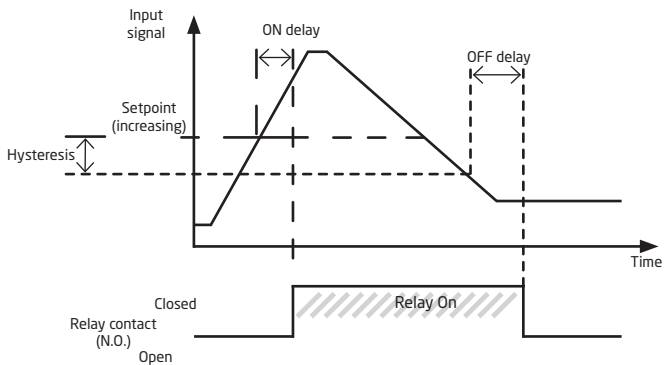 Input
signal
ON delay
OFF delay
Setpoint
(increasing)
Hysteresis
Time
Closed
Relay On
Relay contact
(N.O.)
Open